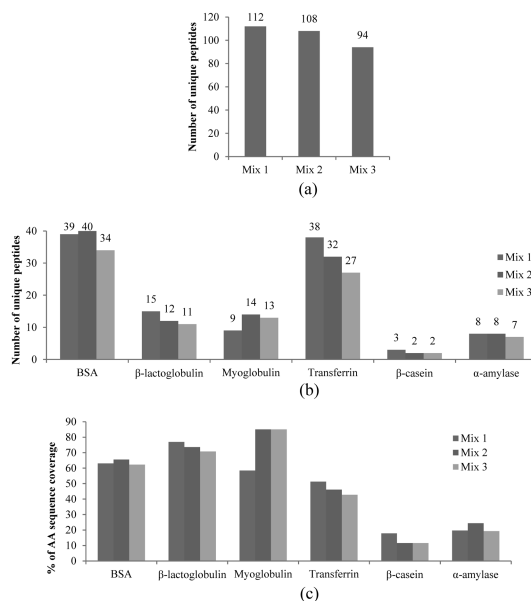 120
112
108
100
94
80
60
40
20
0
Number of unique peptides
Mix 1 Mix 2 Mix 3
(a)
40
39 40
34
15
12
11
9
14
13
38
32
27
3 2 2
8 8 7
30
20
10
0
Number of unique peptides
Mix 1
Mix 2
Mix 3
BSA β-lactoglobulin Myoglobulin Transferrin β-casein α-amylase
(b)
90
80
70
60
50
40
30
20
10
0
% of AA sequence coverage
Mix 1
Mix 2
Mix 3
BSA β-lactoglobulin Myoglobulin Transferrin β-casein α-amylase
(c)